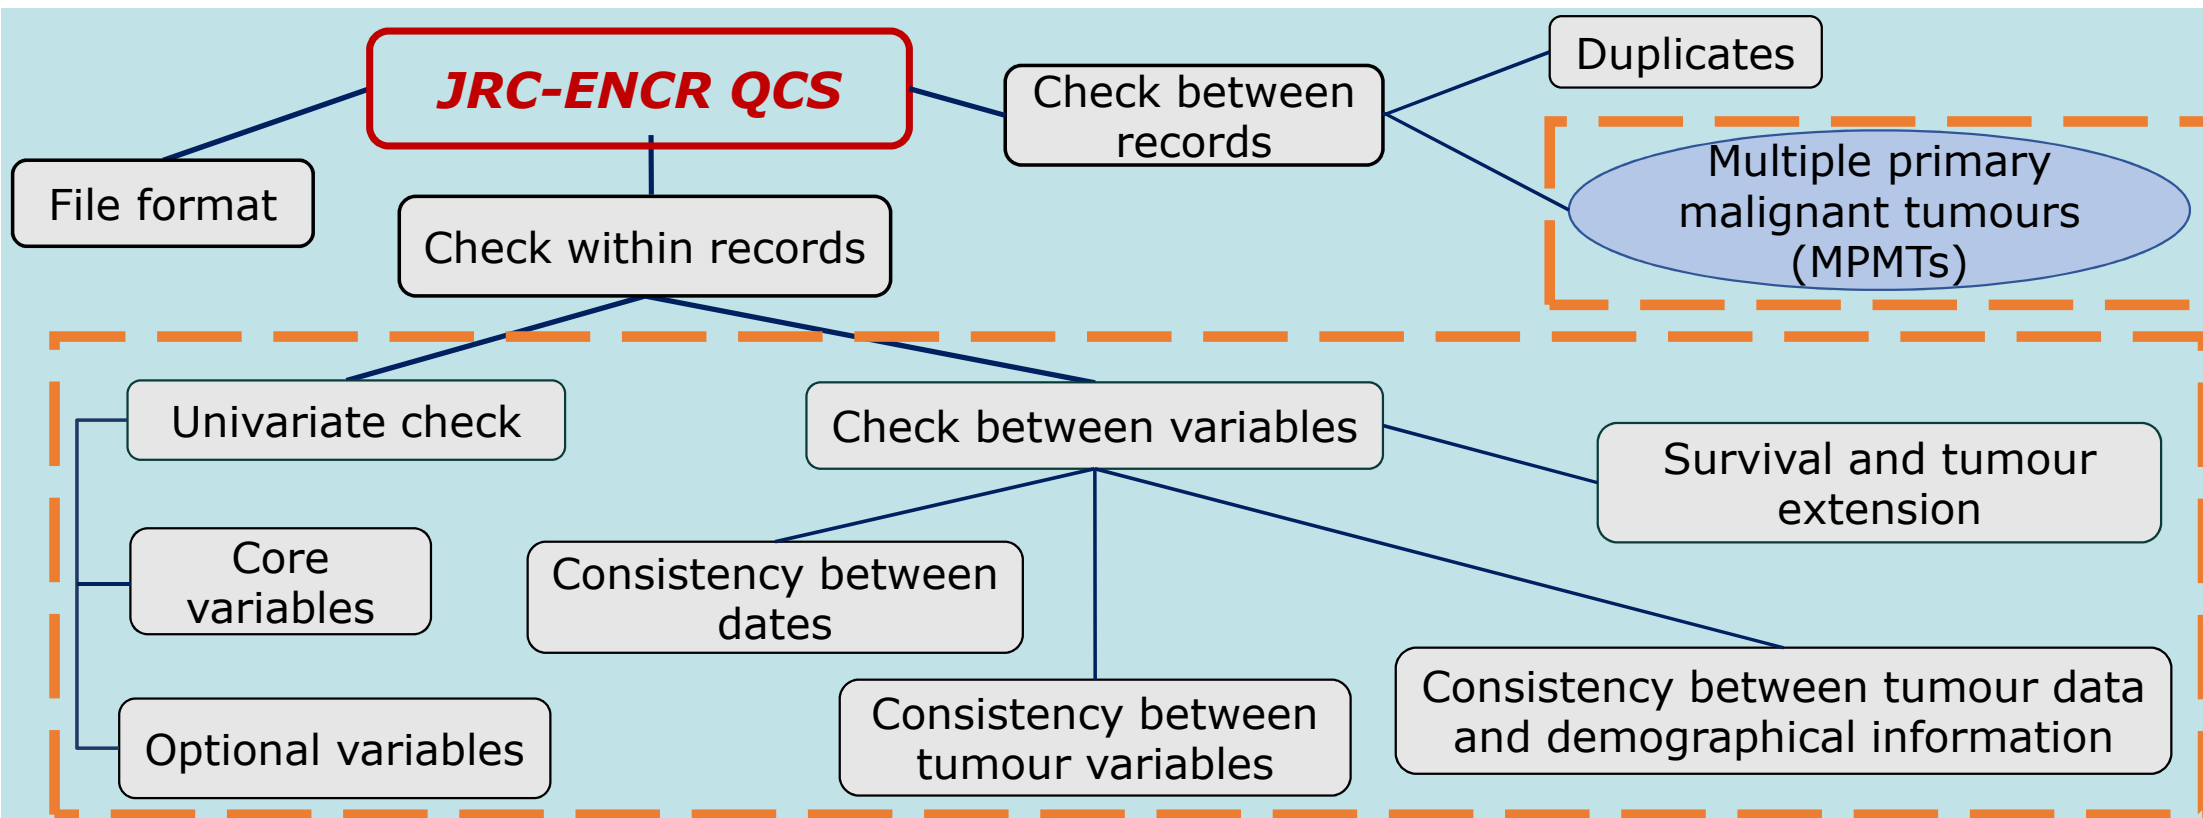 JRC-ENCR QCS
Check between
records
Duplicates
File format
Check within records
Multiple primary
malignant tumours
(MPMTs)
Univariate check
Check between variables
Survival and tumour
extension
Core
variables
Consistency between
dates
Optional variables
Consistency between
tumour variables
Consistency between tumour data
and demographical information